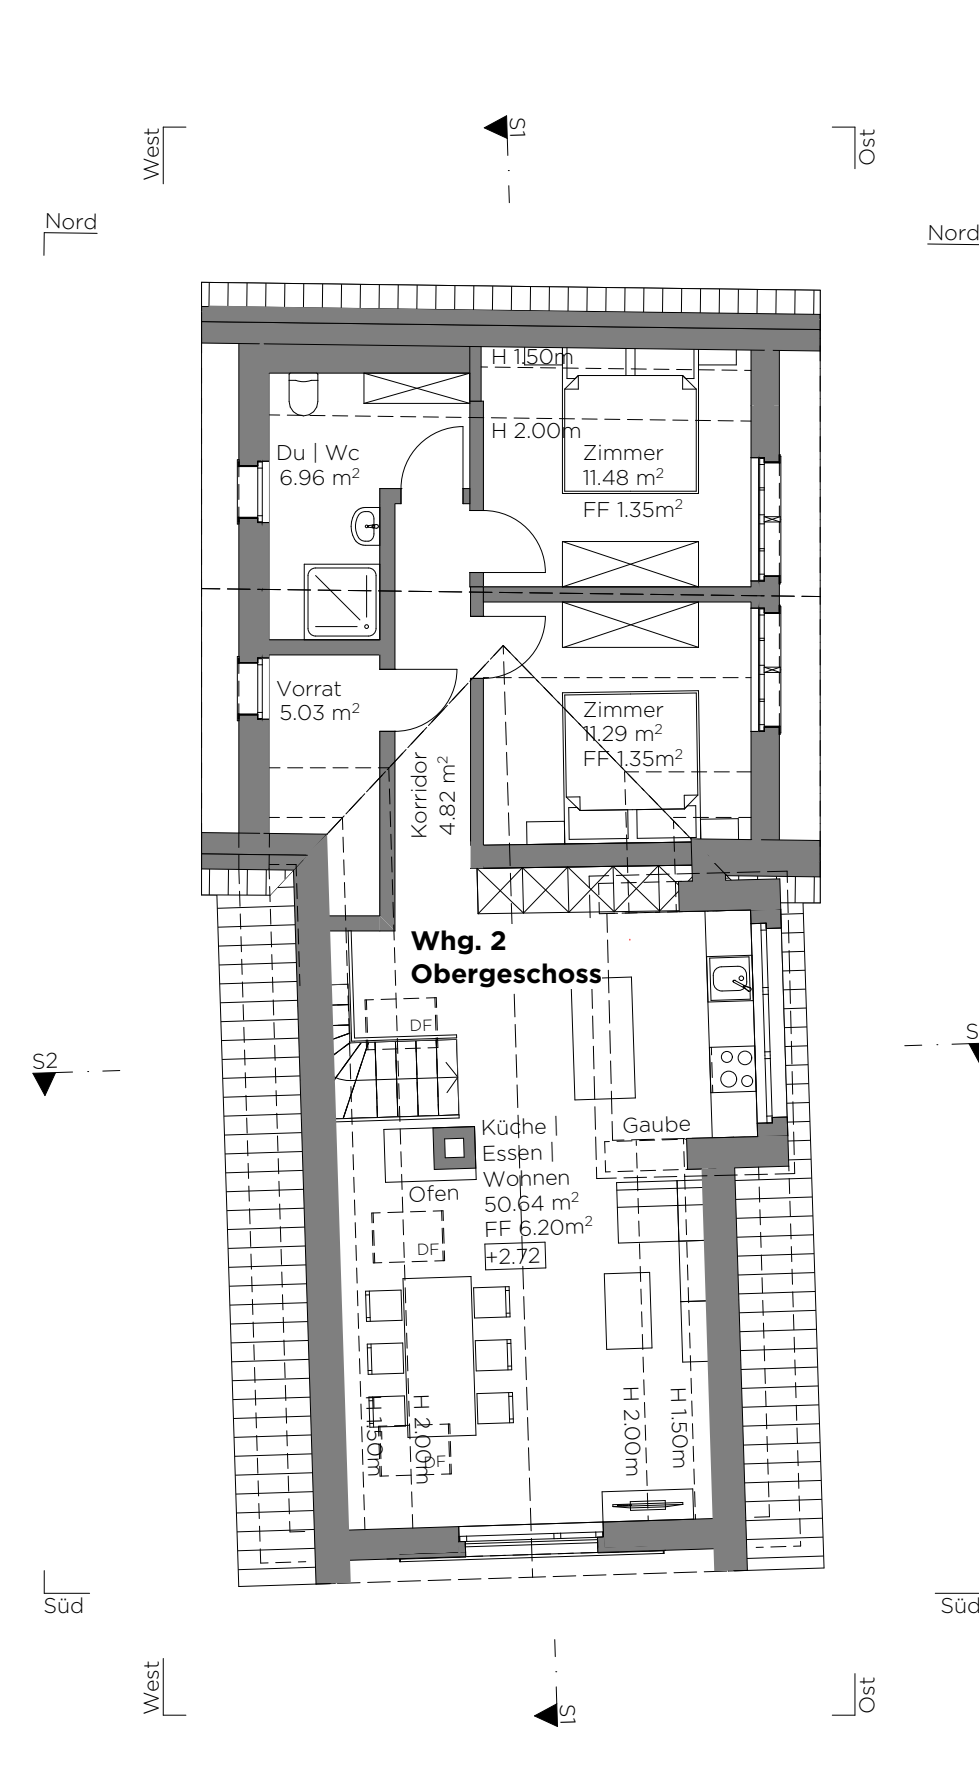 West
S1
Ost
Nord
Nord
H 1.50m
H 2.00m
Du | Wc
6.96 m²
Zimmer
11.48 m²
FF 1.35m²
Vorrat
5.03 m²
Zimmer
11.29 m²
FF 1.35m²
Korridor
4.82 m²
Whg. 2
Obergeschoss
DF
S2
S
Küche |
Essen |
Wohnen
50.64 m²
FF 6.20m²
+2.72
Gaube
Ofen
DF
H 1.50m
H 2.00m
DF
H 2.00m
H 1.50m
Süd
Süd
West
S1
Ost